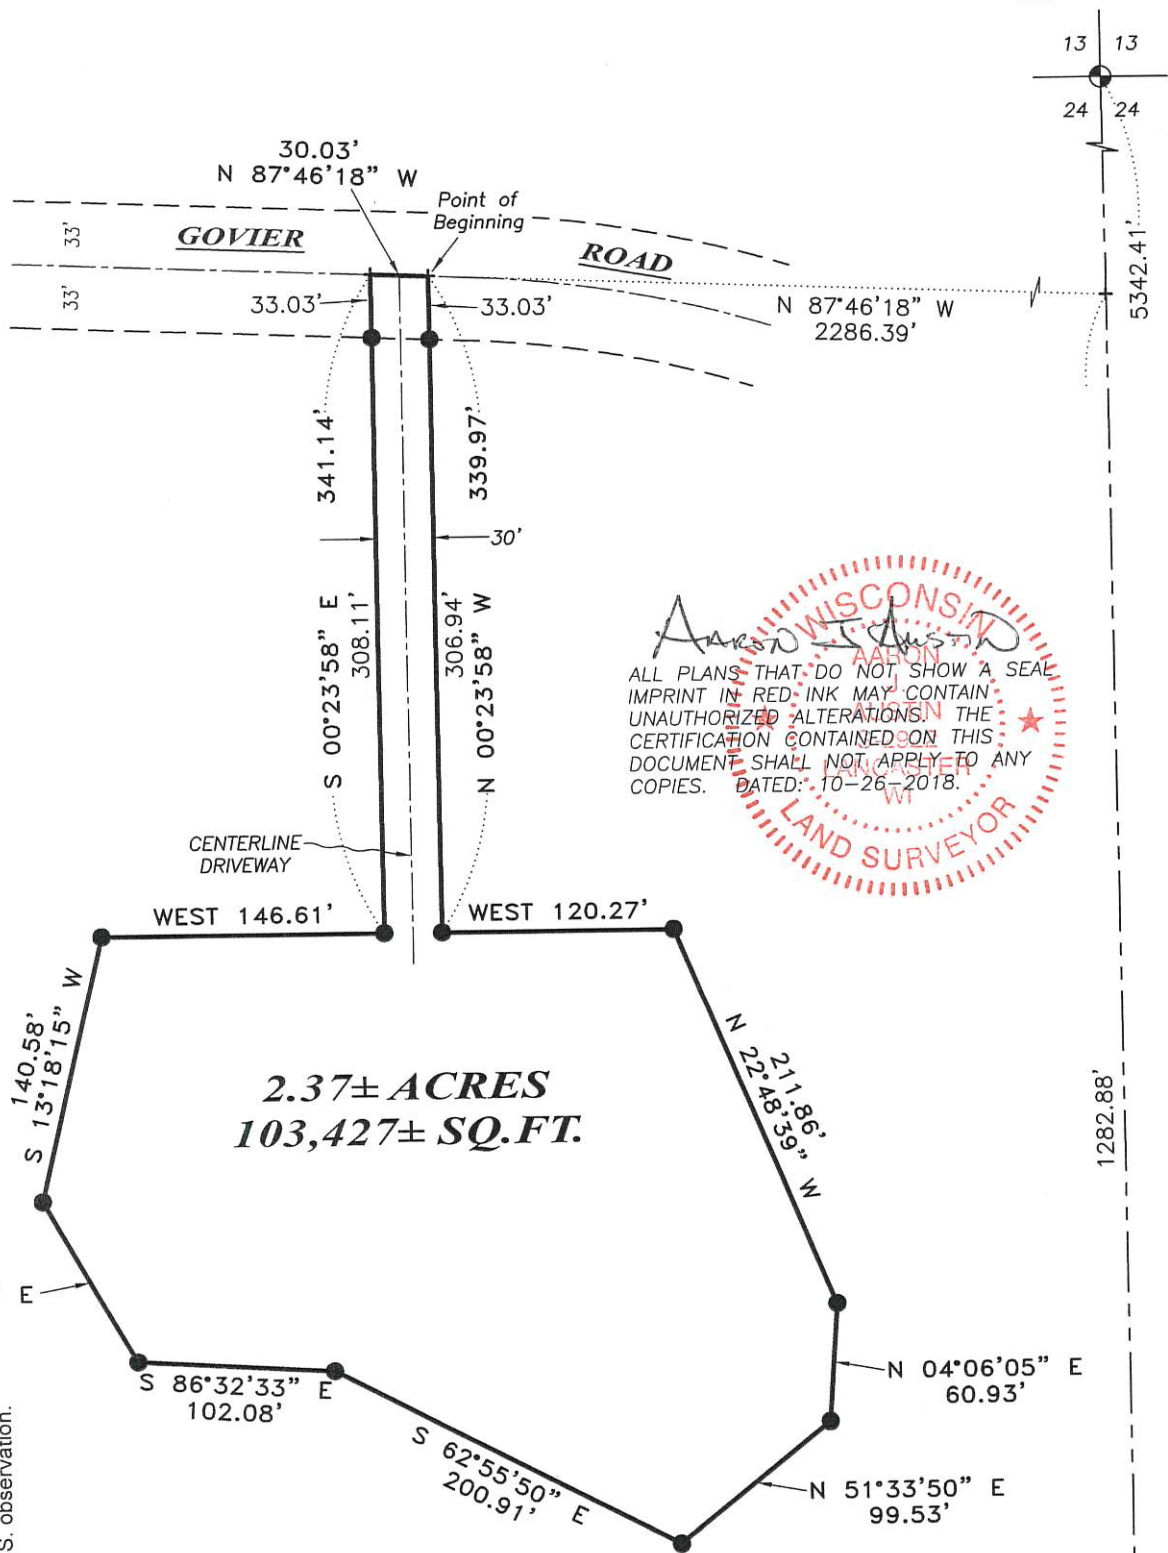 13 13
24 24
30.03'
N 87°46'18" W
Point of
Beginning
33'
GOVIER
ROAD
33'
33.03'
33.03'
N 87°46'18" W
2286.39'
5342.41'
341.14'
339.97'
30'
S 00°23'58" E
308.11'
306.94'
N 00°23'58" W
Aaron J Austin
WISCONSIN
AARON
J.
AUSTIN
S-2922
LANCASTER
WI
LAND SURVEYOR
ALL PLANS THAT DO NOT SHOW A SEAL
IMPRINT IN RED INK MAY CONTAIN
UNAUTHORIZED ALTERATIONS. THE
CERTIFICATION CONTAINED ON THIS
DOCUMENT SHALL NOT APPLY TO ANY
COPIES. DATED: 10-26-2018.
CENTERLINE
DRIVEWAY
WEST 146.61'
WEST 120.27'
140.58'
S 13°18'15" W
211.86'
N 22°48'39" W
2.37± ACRES
103,427± SQ.FT.
1282.88'
E
S 86°32'33" E
102.08'
N 04°06'05" E
60.93'
S 62°55'50" E
200.91'
N 51°33'50" E
99.53'
S. observation.